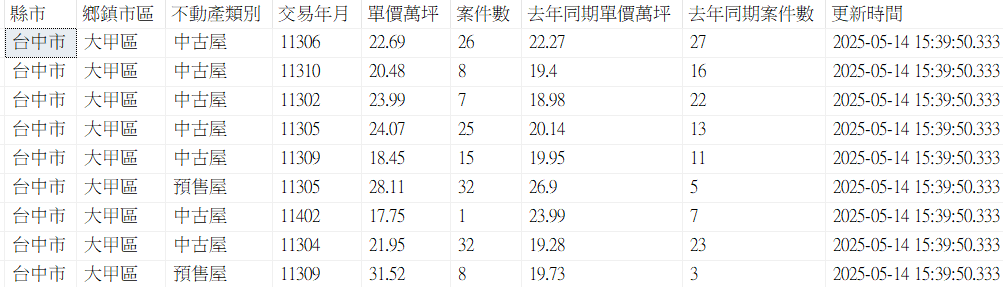 縣市 鄉鎮市區 不動產類別 交易年月 單價萬坪 案件數 去年同期單價萬坪 去年同期案件數 更新時間
台中市 大甲區 中古屋 11306 22.69 26 22.27 27 2025-05-14 15:39:50.333
台中市 大甲區 中古屋 11310 20.48 8 19.4 16 2025-05-14 15:39:50.333
台中市 大甲區 中古屋 11302 23.99 7 18.98 22 2025-05-14 15:39:50.333
台中市 大甲區 中古屋 11305 24.07 25 20.14 13 2025-05-14 15:39:50.333
台中市 大甲區 中古屋 11309 18.45 15 19.95 11 2025-05-14 15:39:50.333
台中市 大甲區 預售屋 11305 28.11 32 26.9 5 2025-05-14 15:39:50.333
台中市 大甲區 中古屋 11402 17.75 1 23.99 7 2025-05-14 15:39:50.333
台中市 大甲區 中古屋 11304 21.95 32 19.28 23 2025-05-14 15:39:50.333
台中市 大甲區 預售屋 11309 31.52 8 19.73 3 2025-05-14 15:39:50.333